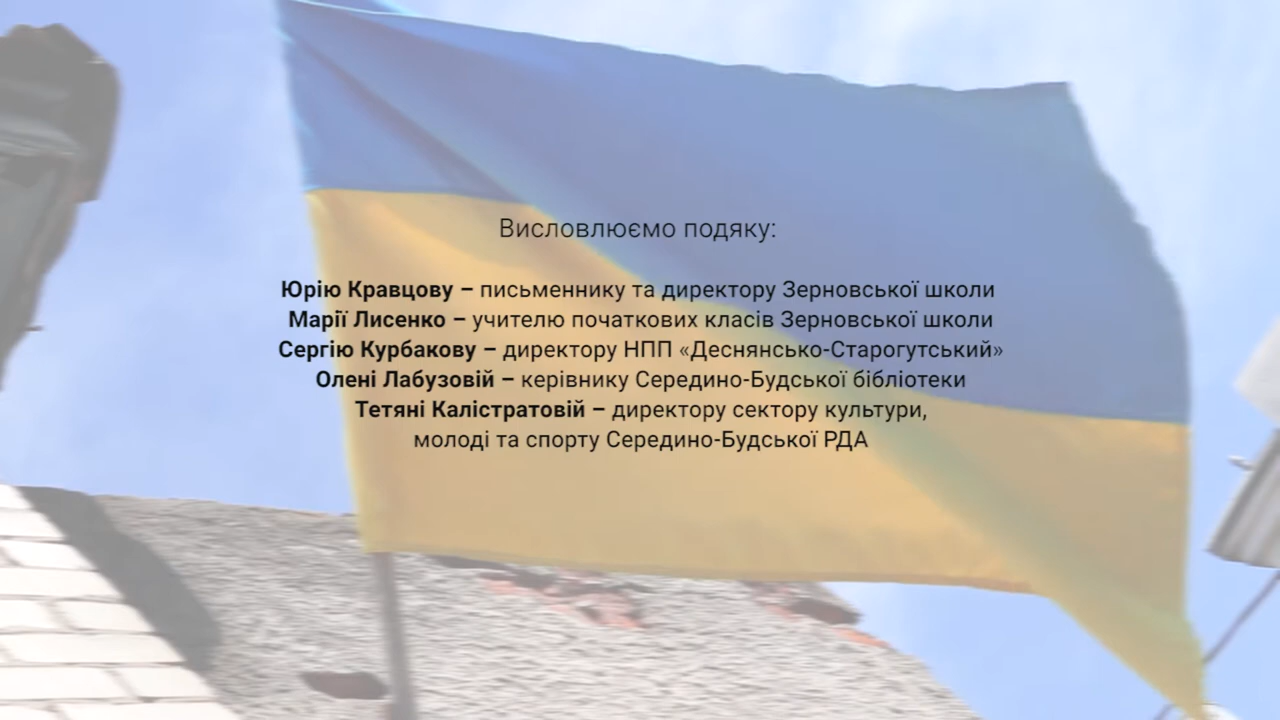 Висловлюємо подяку:
Юрію Кравцову – письменнику та директору Зерновської школи
Марії Лисенко – учителю початкових класів Зерновської школи
Сергію Курбакову – директору НПП «Деснянсько-Старогутський»
Олені Лабузовій – керівнику Середино-Будської бібліотеки
Тетяні Калістратовій – директору сектору культури,
молоді та спорту Середино-Будської РДА